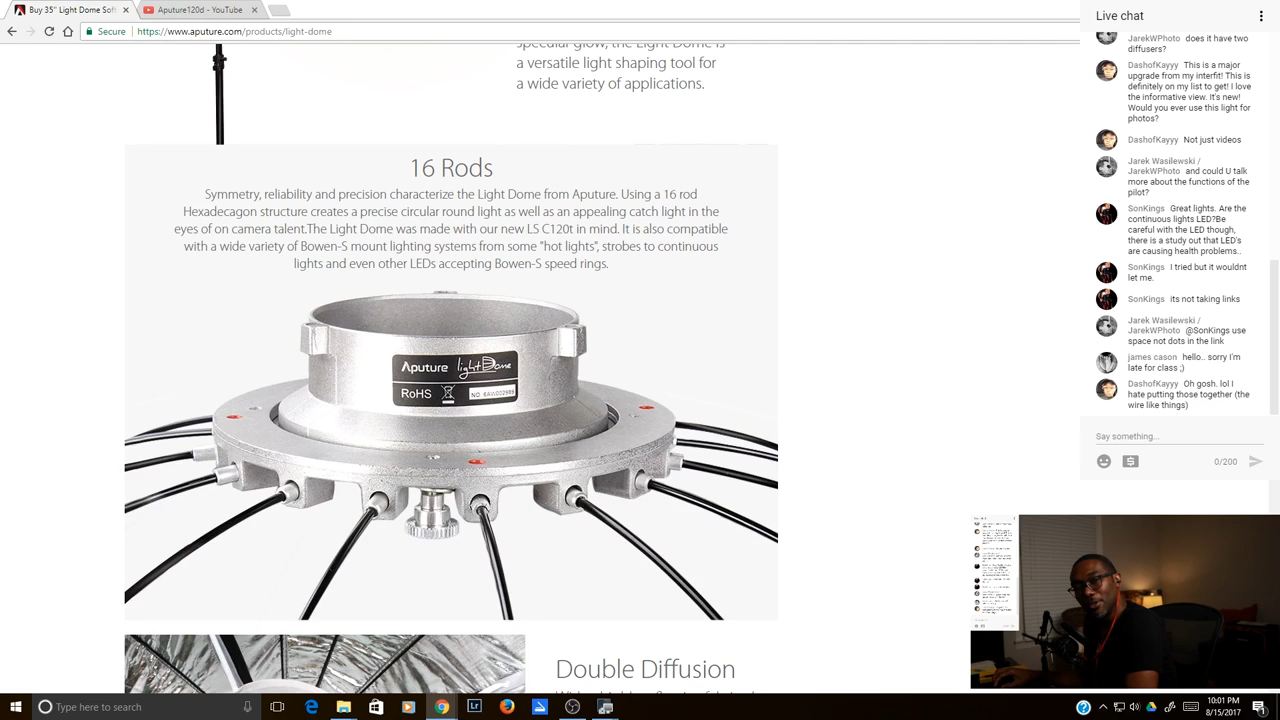 Buy 35" Light Dome Soft
Aputure120d - YouTube
Secure
https://www.aputure.com/products/light-dome
specular glow, the Light Dome is
a versatile light shaping tool for
a wide variety of applications.
16 Rods
Symmetry, reliability and precision characterize the Light Dome from Aputure. Using a 16 rod
Hexadecagon structure creates a precise circular and light as well as an appealing catch light in the
eyes of on camera talent.The Light Dome was made with our new LS C120t in mind. It is also compatible
with a wide variety of Bowen-S mount lighting systems from some "hot lights", strobes to continuous
lights and even other LEDs accepting Bowen-S speed rings.
Aputure light Dome
RoHS
Double Diffusion
Live chat
JarekWPhoto does it have two
diffusers?
DashofKayyy This is a major
upgrade from my interfit! This is
definitely on my list to get! I love
the informative view. It's new!
Would you ever use this light for
photos?
DashofKayyy Not just videos
Jarek Wasilewski /
JarekWPhoto and could U talk
more about the functions of the
pilot?
SonKings Great lights. Are the
continuous lights LED?Be
careful with the LED though,
there is a study out that LED's
are causing health problems..
SonKings I tried but it wouldnt
let me.
SonKings its not taking links
Jarek Wasilewski /
JarekWPhoto @SonKings use
space not dots in the link
james cason hello.. sorry I'm
late for class ;)
DashofKayyy Oh gosh. lol I
hate putting those together (the
wire like things)
Say something...
0/200
Type here to search
10:01 PM
8/15/2017